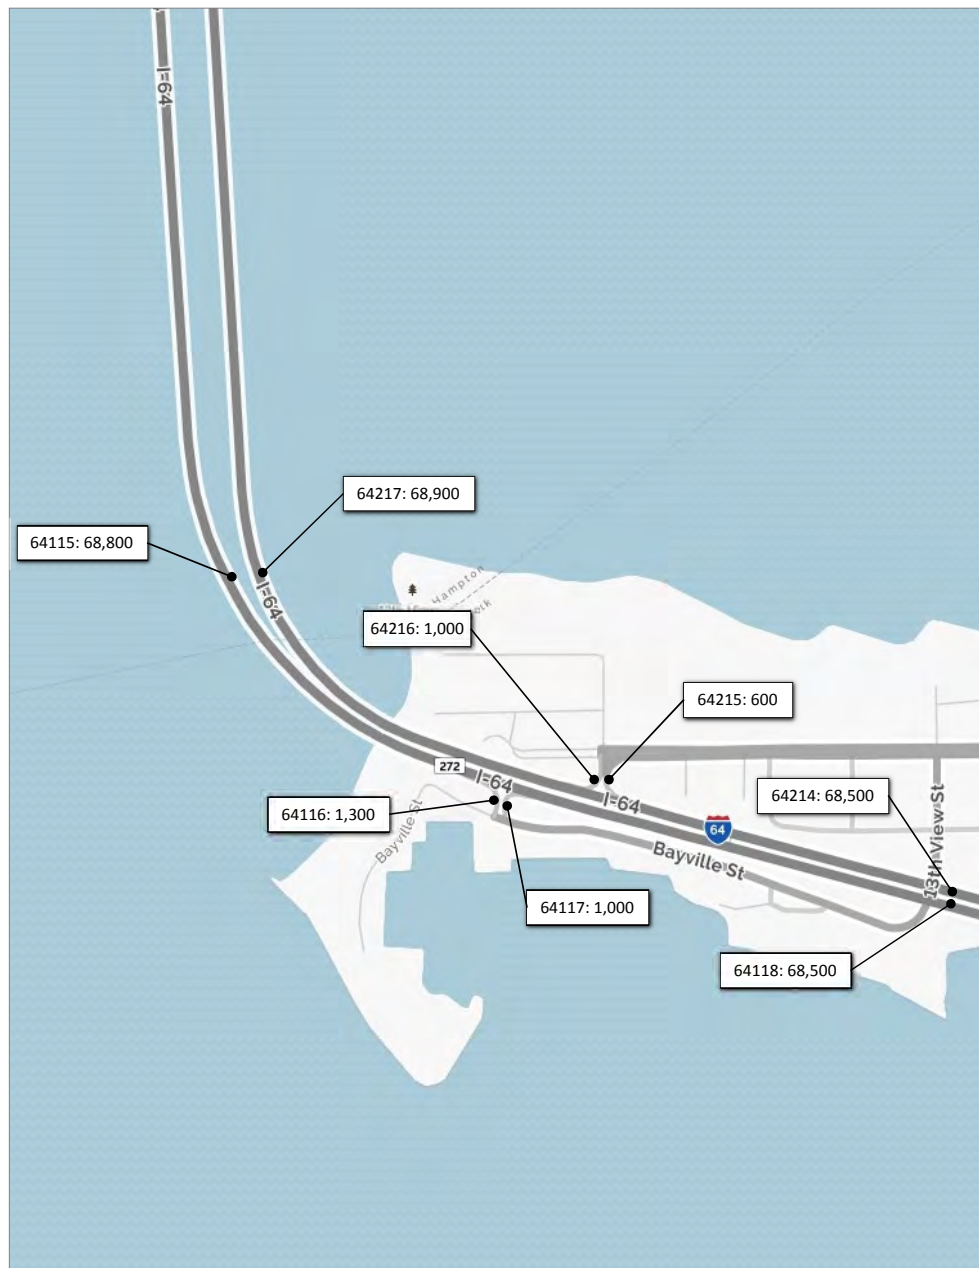 I-64
64217: 68,900
64115: 68,800
I-64
Hampton
64216: 1,000
64215: 600
272
I-64
I-64
64214: 68,500
64116: 1,300
64
13th View St
Bayville St
Bayville St
64117: 1,000
64118: 68,500